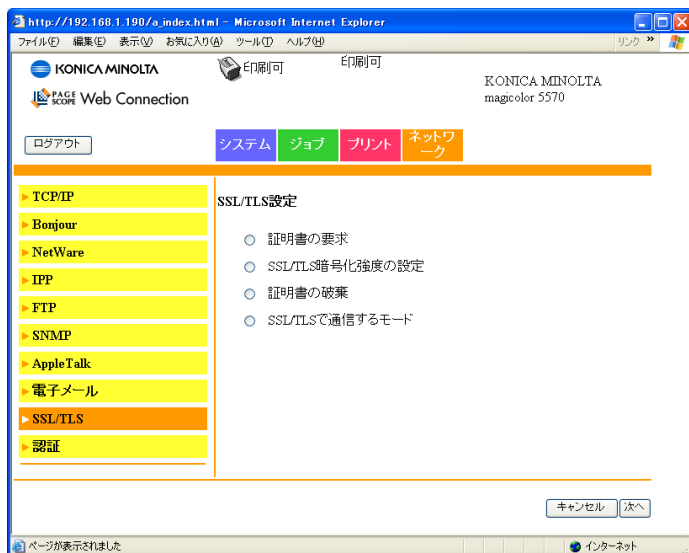 http://192.168.1.190/a_index.html - Microsoft Internet Explorer
ファイル(F) 編集(E) 表示(V) お気に入り(A) ツール(T) ヘルプ(H) リンク »
KONICA MINOLTA
印刷可
印刷可
PAGE SCOPE Web Connection
KONICA MINOLTA
magicolor 5570
ログアウト
システム
ジョブ
プリント
ネットワ
ーク
TCP/IP
Bonjour
NetWare
IPP
FTP
SNMP
AppleTalk
電子メール
SSL/TLS
認証
SSL/TLS設定
証明書の要求
SSL/TLS暗号化強度の設定
証明書の破棄
SSL/TLSで通信するモード
キャンセル 次へ
ページが表示されました インターネット